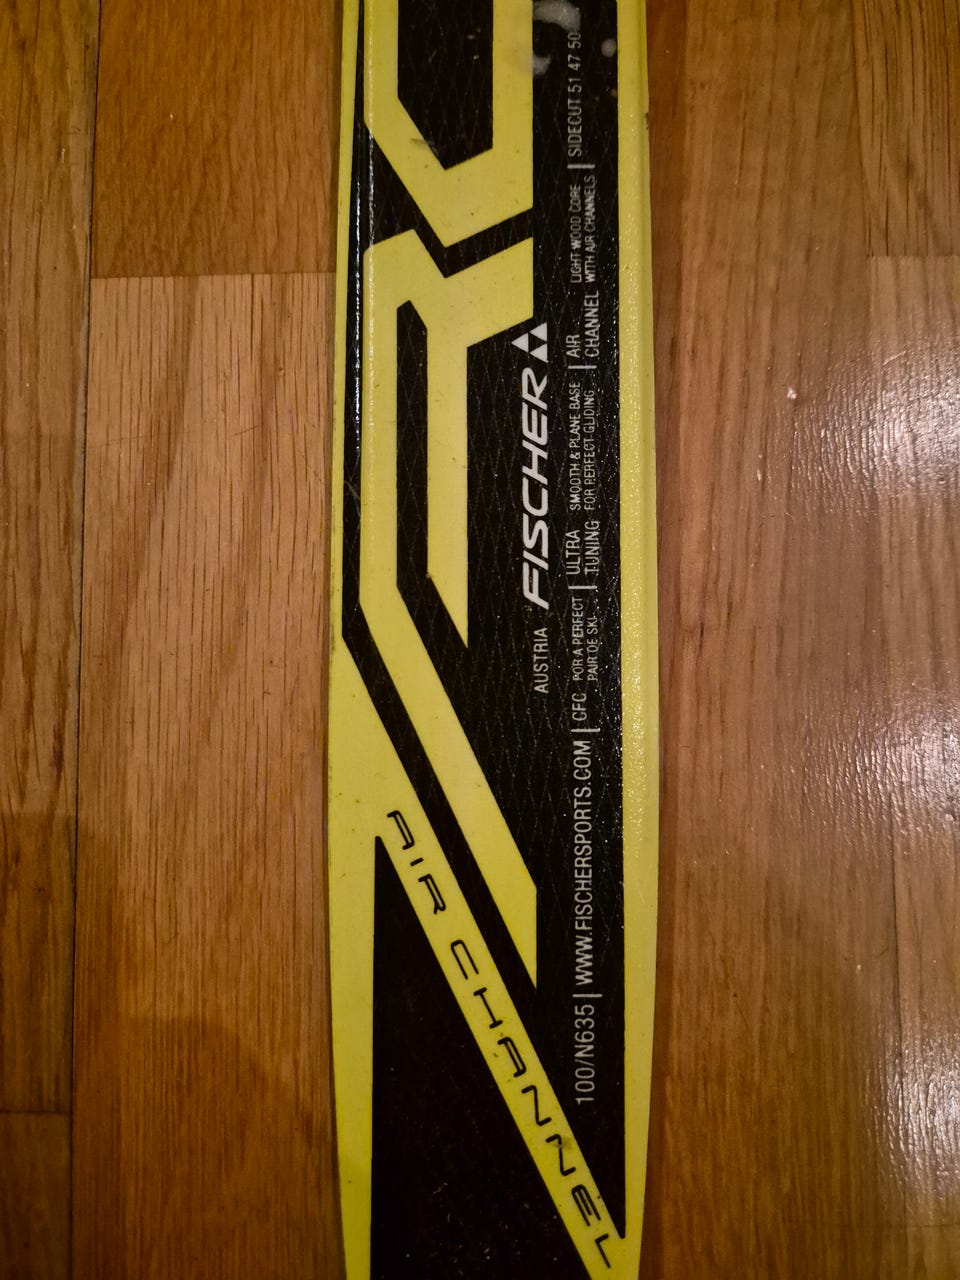 AUSTRIA FISCHER
100/N635 | WWW.FISCHERSPORTS.COM | CFC FOR A PERFECT PAIR OF SKI | ULTRA TUNING SMOOTH & PLANE BASE FOR PERFECT GLIDING | AIR CHANNEL LIGHT WOOD CORE WITH AIR CHANNELS | SIDECUT 51 47 50
AIR CHANNEL